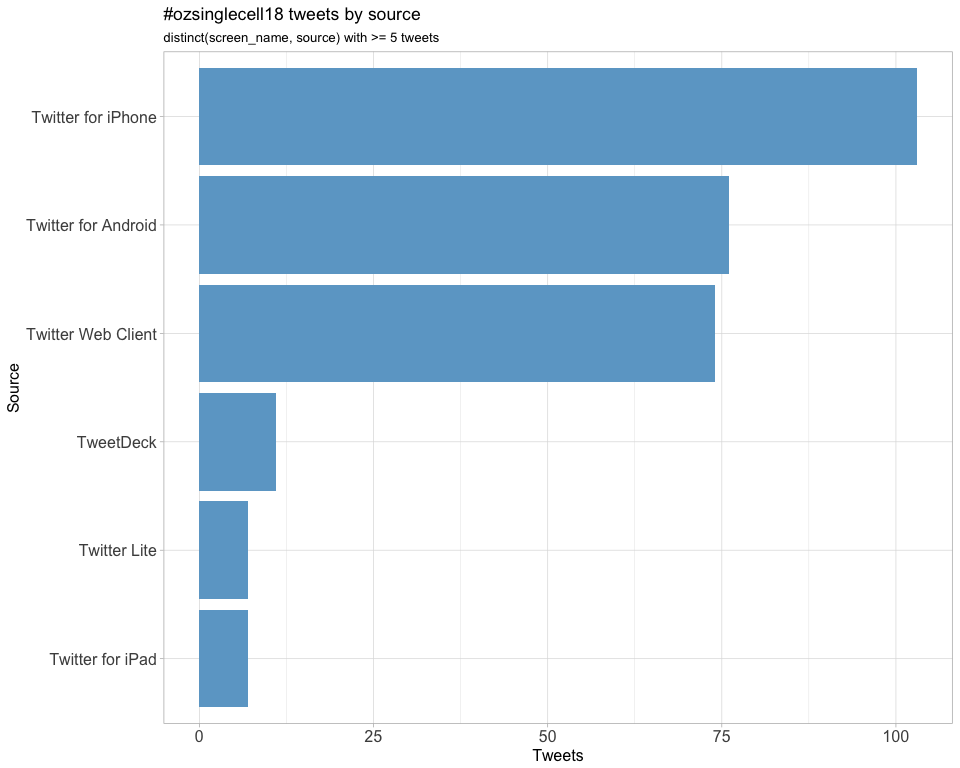 #ozsinglecell18 tweets by source
distinct(screen_name, source) with >= 5 tweets
Twitter for iPhone
Twitter for Android
Twitter Web Client
TweetDeck
Twitter Lite
Twitter for iPad
Source
0 25 50 75 100
Tweets